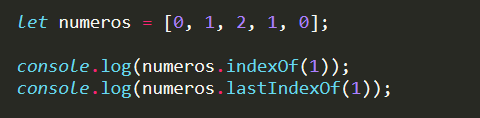 let numeros = [0, 1, 2, 1, 0];
console.log(numeros.indexOf(1));
console.log(numeros.lastIndexOf(1));